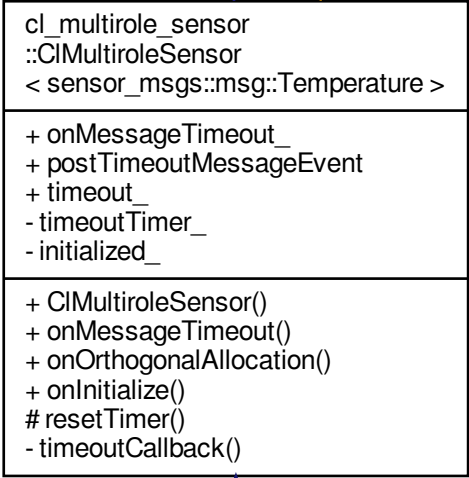 cl_multirole_sensor
::ClMultiroleSensor
< sensor_msgs::msg::Temperature >
+ onMessageTimeout_
+ postTimeoutMessageEvent
+ timeout_
- timeoutTimer_
- initialized_
+ ClMultiroleSensor()
+ onMessageTimeout()
+ onOrthogonalAllocation()
+ onInitialize()
# resetTimer()
- timeoutCallback()